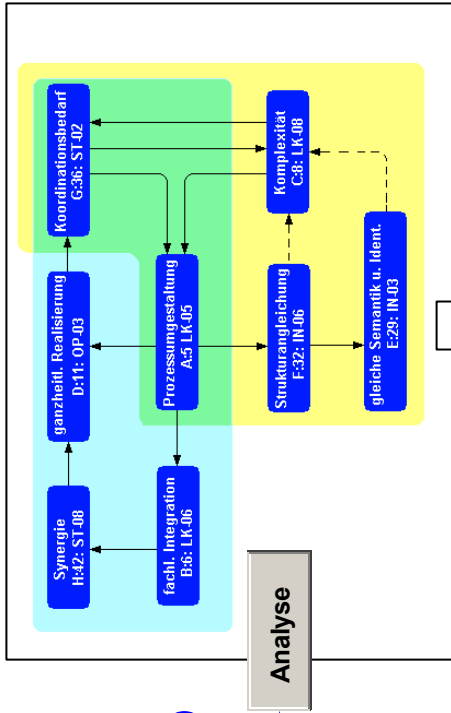 Synergie
H:42: ST-08
ganzheitl. Realisierung
D:11: OP-03
Koordinationsbedarf
G:36: ST-02
fachl. Integration
B:6: LK-06
Prozessumgestaltung
A:5 LK-05
Strukturangleichung
F:32: IN-06
Komplexität
C:8: LK-08
gleiche Semantik u. Ident.
E:29: IN-03
Analyse